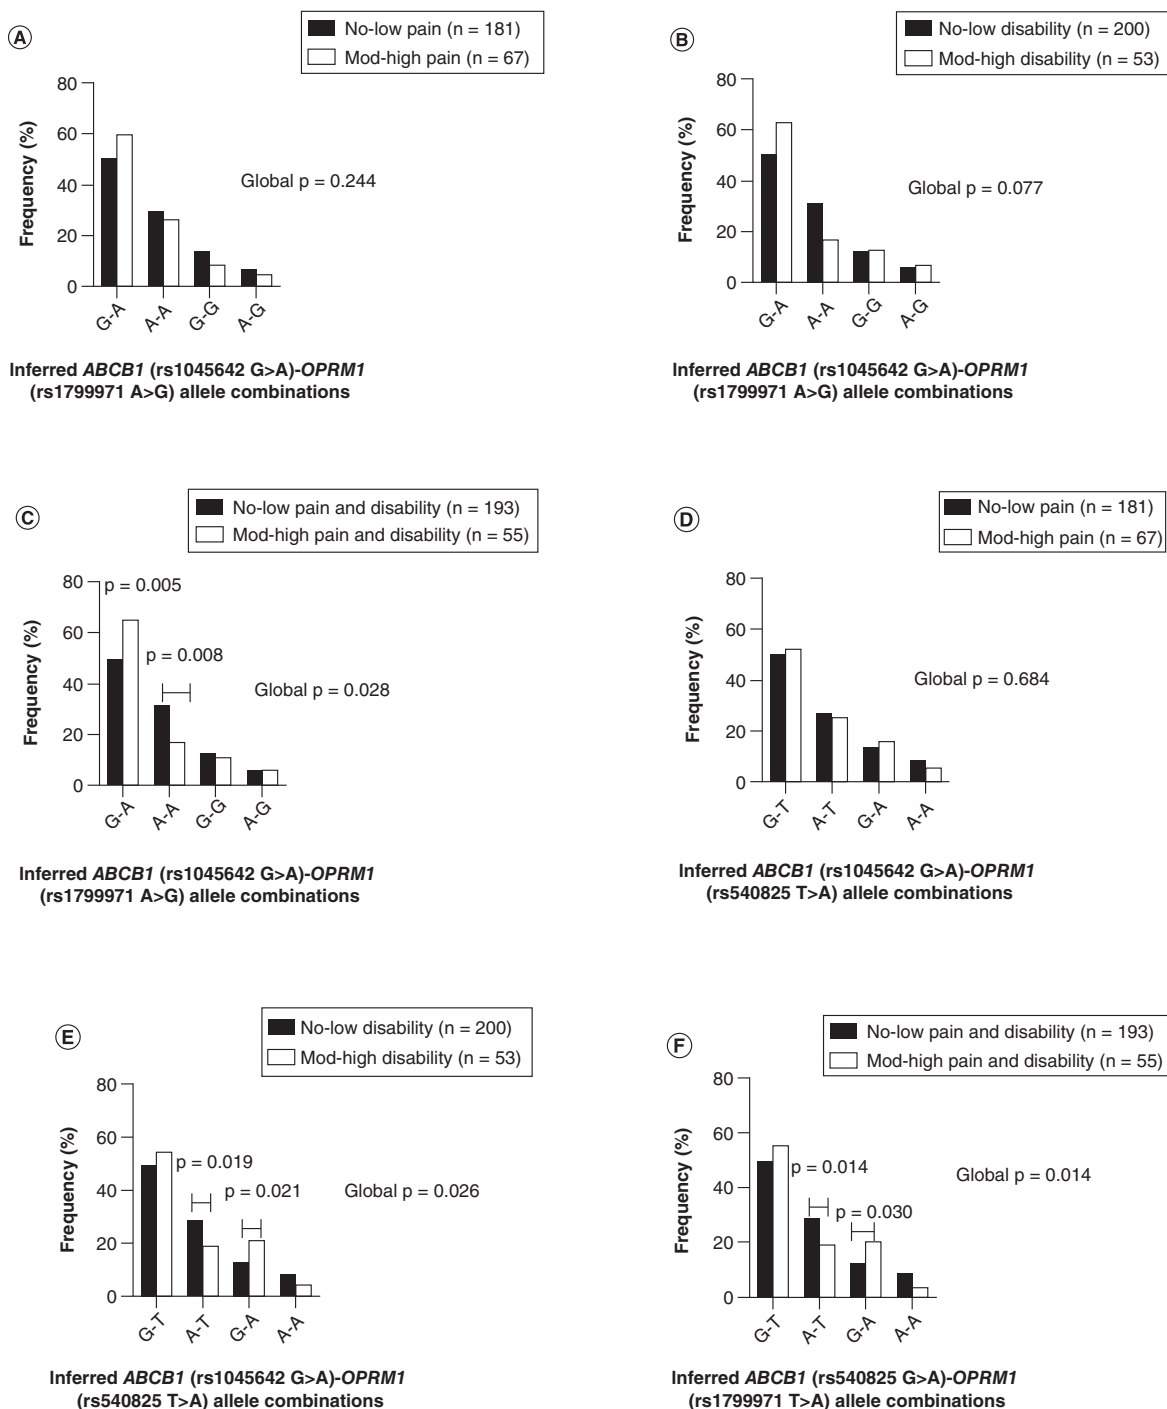 A
No-low pain (n = 181)
Mod-high pain (n = 67)
80
60
40
20
0
Frequency (%)
Global p = 0.244
G-A
A-A
G-G
A-G
Inferred ABCB1 (rs1045642 G>A)-OPRM1
(rs1799971 A>G) allele combinations
B
No-low disability (n = 200)
Mod-high disability (n = 53)
80
60
40
20
0
Frequency (%)
Global p = 0.077
G-A
A-A
G-G
A-G
Inferred ABCB1 (rs1045642 G>A)-OPRM1
(rs1799971 A>G) allele combinations
C
No-low pain and disability (n = 193)
Mod-high pain and disability (n = 55)
80
60
40
20
0
Frequency (%)
p = 0.005
p = 0.008
Global p = 0.028
G-A
A-A
G-G
A-G
Inferred ABCB1 (rs1045642 G>A)-OPRM1
(rs1799971 A>G) allele combinations
D
No-low pain (n = 181)
Mod-high pain (n = 67)
80
60
40
20
0
Frequency (%)
Global p = 0.684
G-T
A-T
G-A
A-A
Inferred ABCB1 (rs1045642 G>A)-OPRM1
(rs540825 T>A) allele combinations
E
No-low disability (n = 200)
Mod-high disability (n = 53)
80
60
40
20
0
Frequency (%)
p = 0.019
p = 0.021
Global p = 0.026
G-T
A-T
G-A
A-A
Inferred ABCB1 (rs1045642 G>A)-OPRM1
(rs540825 T>A) allele combinations
F
No-low pain and disability (n = 193)
Mod-high pain and disability (n = 55)
80
60
40
20
0
Frequency (%)
p = 0.014
p = 0.030
Global p = 0.014
G-T
A-T
G-A
A-A
Inferred ABCB1 (rs540825 G>A)-OPRM1
(rs1799971 T>A) allele combinations